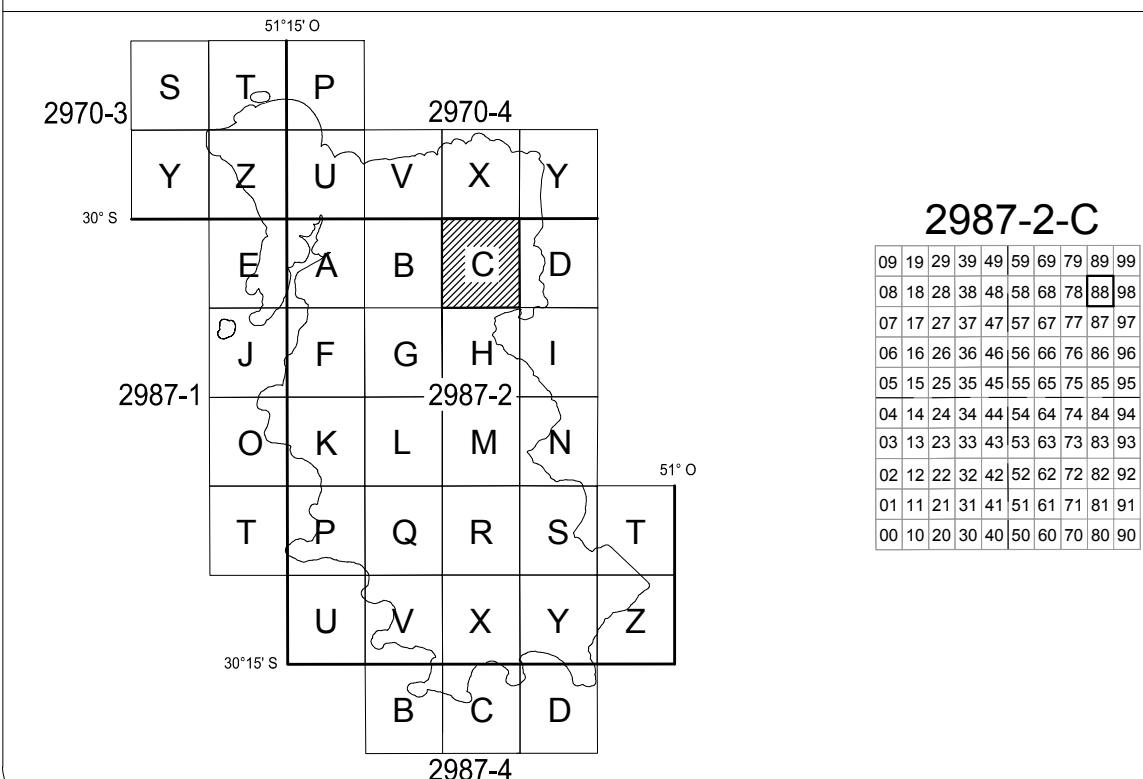 51°15' O
S T P
2970-3
2970-4
Y Z U V X Y
30° S
E A B C D
J F G H I
2987-1
2987-2
O K L M N
51° O
T P Q R S T
U V X Y Z
30°15' S
B C D
2987-4
2987-2-C
09 19 29 39 49 59 69 79 89 99
08 18 28 38 48 58 68 78 88 98
07 17 27 37 47 57 67 77 87 97
06 16 26 36 46 56 66 76 86 96
05 15 25 35 45 55 65 75 85 95
04 14 24 34 44 54 64 74 84 94
03 13 23 33 43 53 63 73 83 93
02 12 22 32 42 52 62 72 82 92
01 11 21 31 41 51 61 71 81 91
00 10 20 30 40 50 60 70 80 90